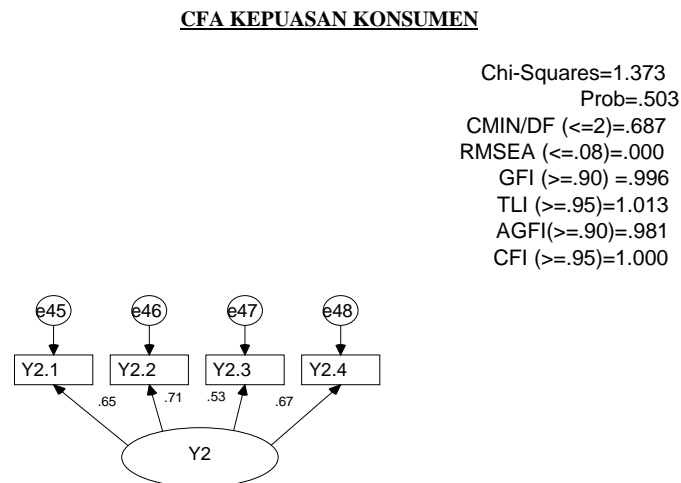 CFA KEPUASAN KONSUMEN
Chi-Squares=1.373
Prob=.503
CMIN/DF (<=2)=.687
RMSEA (<=.08)=.000
GFI (>=.90) =.996
TLI (>=.95)=1.013
AGFI(>=.90)=.981
CFI (>=.95)=1.000
e45 e46 e47 e48
Y2.1 Y2.2 Y2.3 Y2.4
.65 .71 .53 .67
Y2